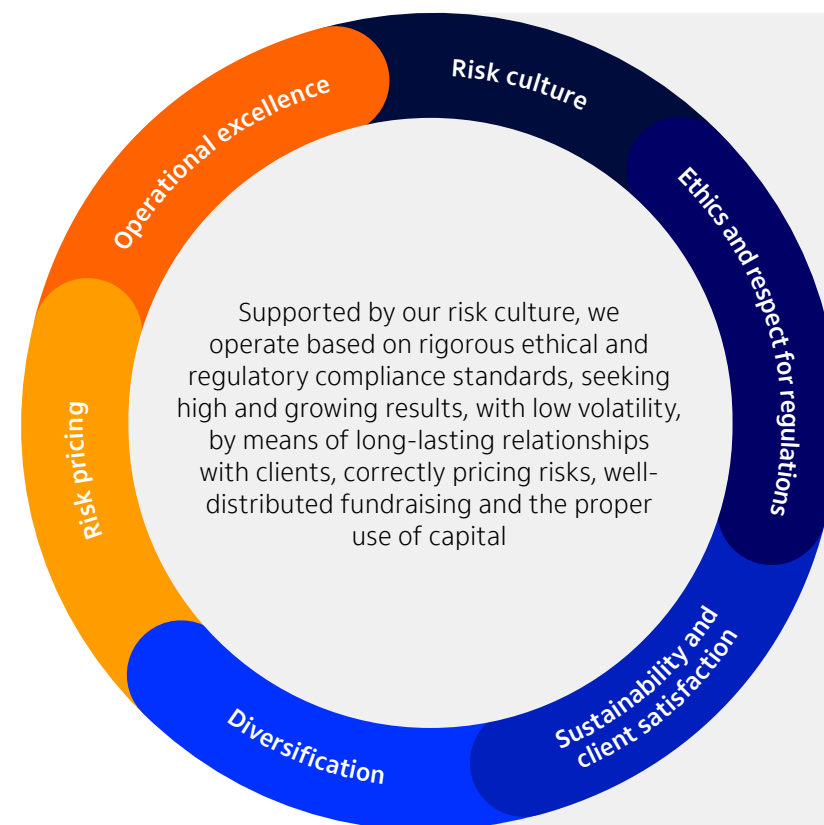 Risk culture
Ethics and respect for regulations
Sustainability and
client satisfaction
Diversification
Risk pricing
Operational excellence
Supported by our risk culture, we
operate based on rigorous ethical and
regulatory compliance standards, seeking
high and growing results, with low volatility,
by means of long-lasting relationships
with clients, correctly pricing risks, well-
distributed fundraising and the proper
use of capital